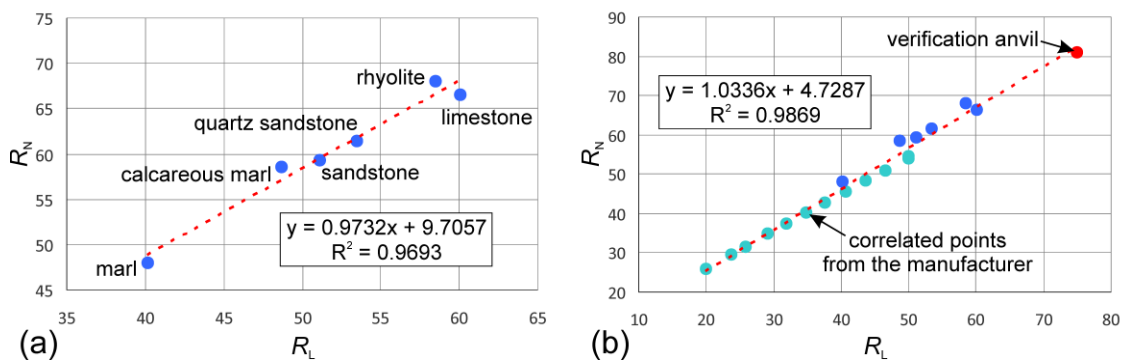 75
70
65
60
55
50
45
R_N
35 40 45 50 55 60 65
R_L
rhyolite
limestone
quartz sandstone
calcareous marl
sandstone
y = 0.9732x + 9.7057
R² = 0.9693
marl
(a)
90
80
70
60
50
40
30
20
R_N
10 20 30 40 50 60 70 80
R_L
verification anvil
y = 1.0336x + 4.7287
R² = 0.9869
correlated points
from the manufacturer
(b)